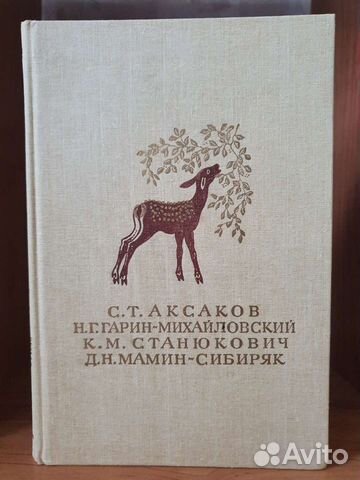 С.Т. АКСАКОВ
Н.Г. ГАРИН-МИХАЙЛОВСКИЙ
К.М. СТАНЮКОВИЧ
Д.Н. МАМИН-СИБИРЯК
Avito